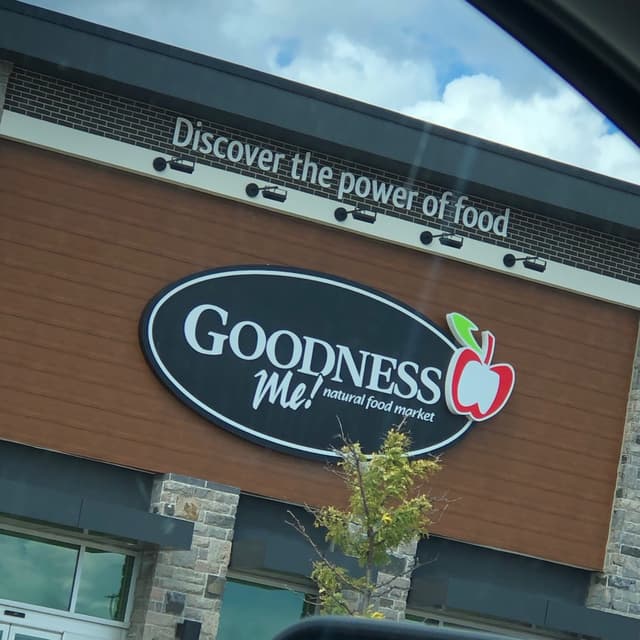 Discover the power of food
GOODNESS
Me! natural food market